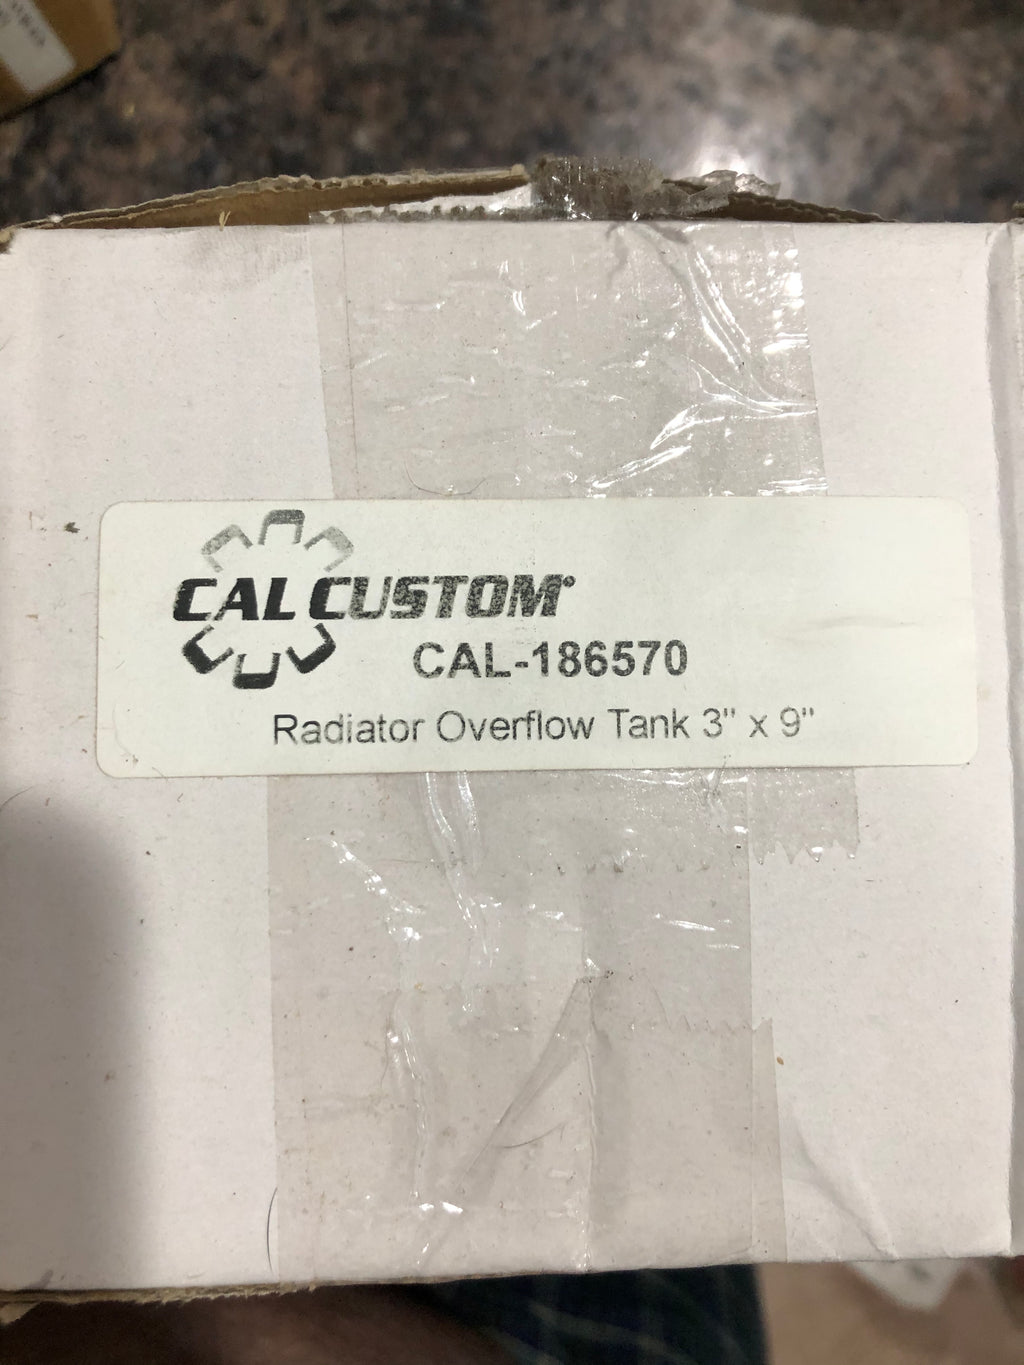 CAL CUSTOM
CAL-186570
Radiator Overflow Tank 3" x 9"